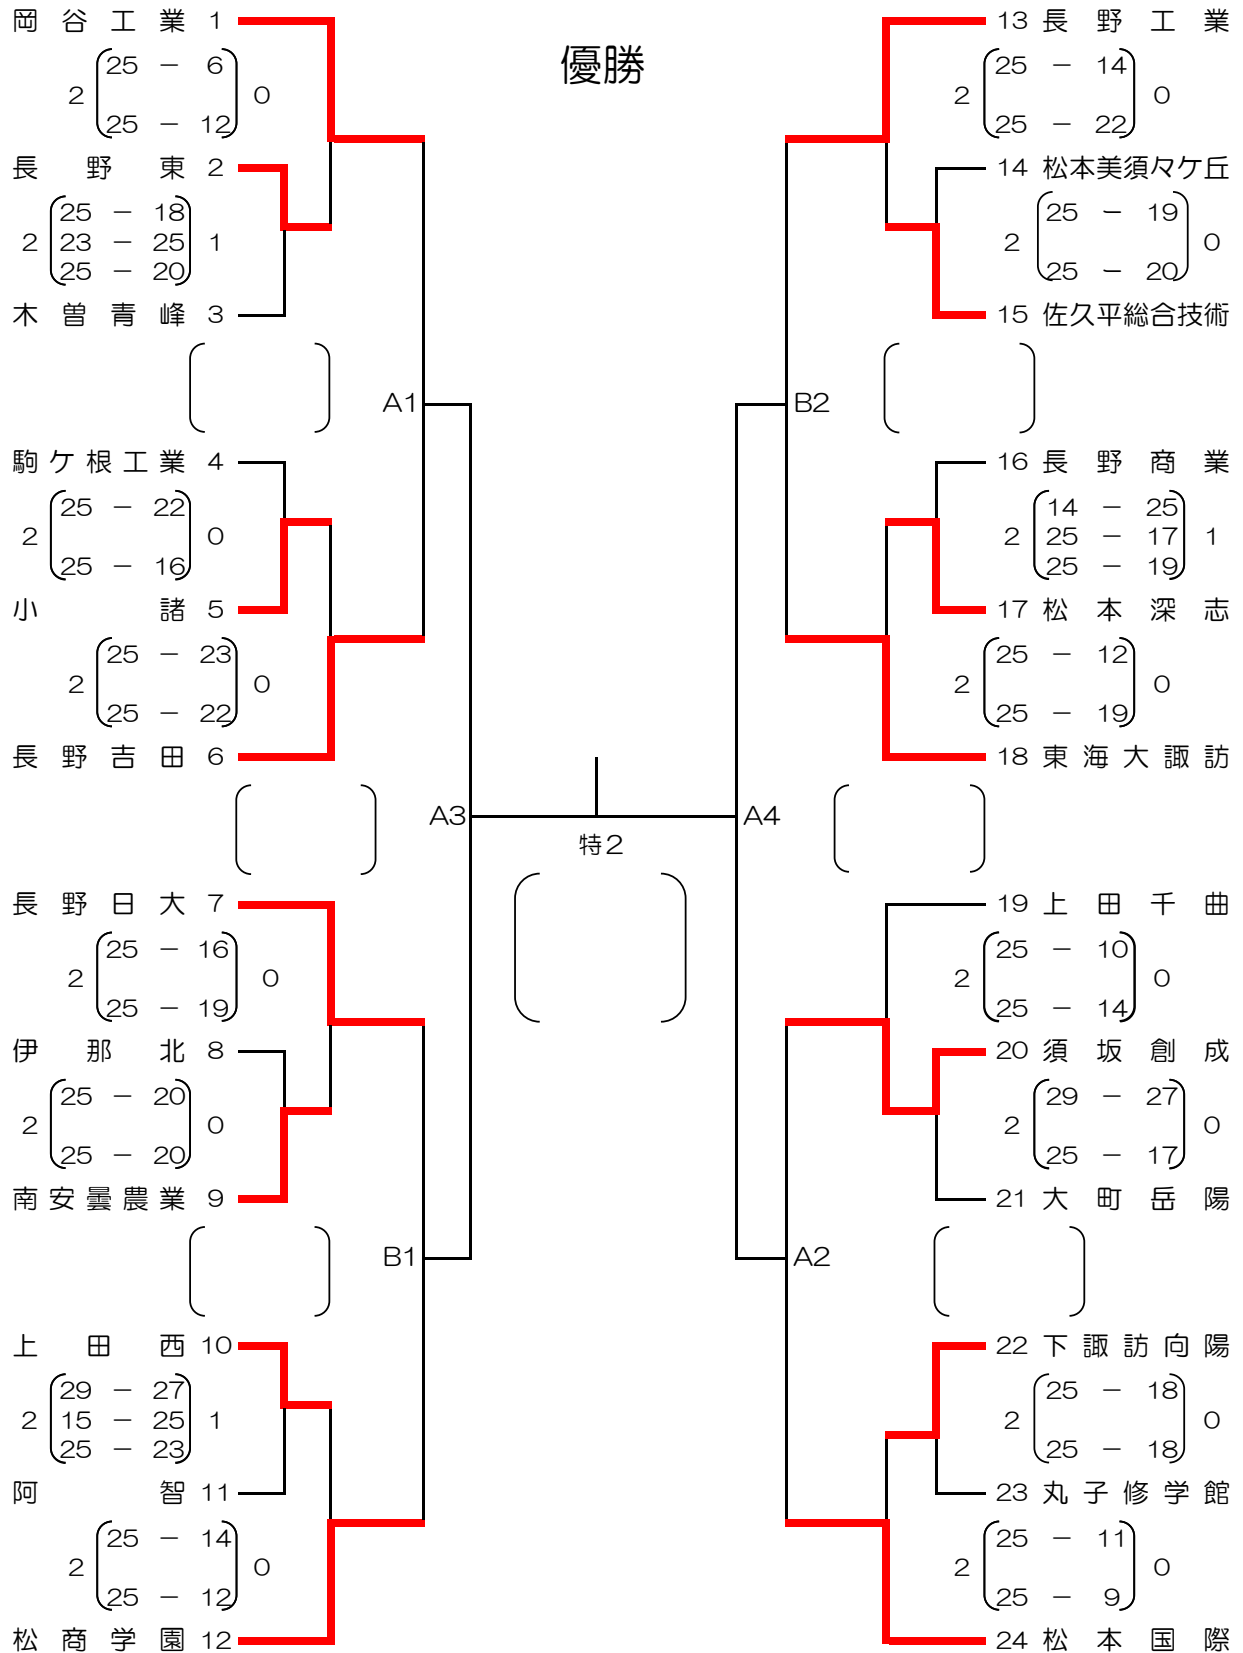 優勝
岡谷工業 1
25 − 6
2 0
25 − 12
長野東 2
25 − 18
2 23 − 25 1
25 − 20
木曽青峰 3
A1
駒ケ根工業 4
25 − 22
2 0
25 − 16
小諸 5
25 − 23
2 0
25 − 22
長野吉田 6
A3
長野日大 7
25 − 16
2 0
25 − 19
伊那北 8
25 − 20
2 0
25 − 20
南安曇農業 9
B1
上田西 10
29 − 27
2 15 − 25 1
25 − 23
阿智 11
25 − 14
2 0
25 − 12
松商学園 12
特2
13 長野工業
25 − 14
2 0
25 − 22
14 松本美須々ケ丘
25 − 19
2 0
25 − 20
15 佐久平総合技術
B2
16 長野商業
14 − 25
2 25 − 17 1
25 − 19
17 松本深志
25 − 12
2 0
25 − 19
18 東海大諏訪
A4
19 上田千曲
25 − 10
2 0
25 − 14
20 須坂創成
29 − 27
2 0
25 − 17
21 大町岳陽
A2
22 下諏訪向陽
25 − 18
2 0
25 − 18
23 丸子修学館
25 − 11
2 0
25 − 9
24 松本国際